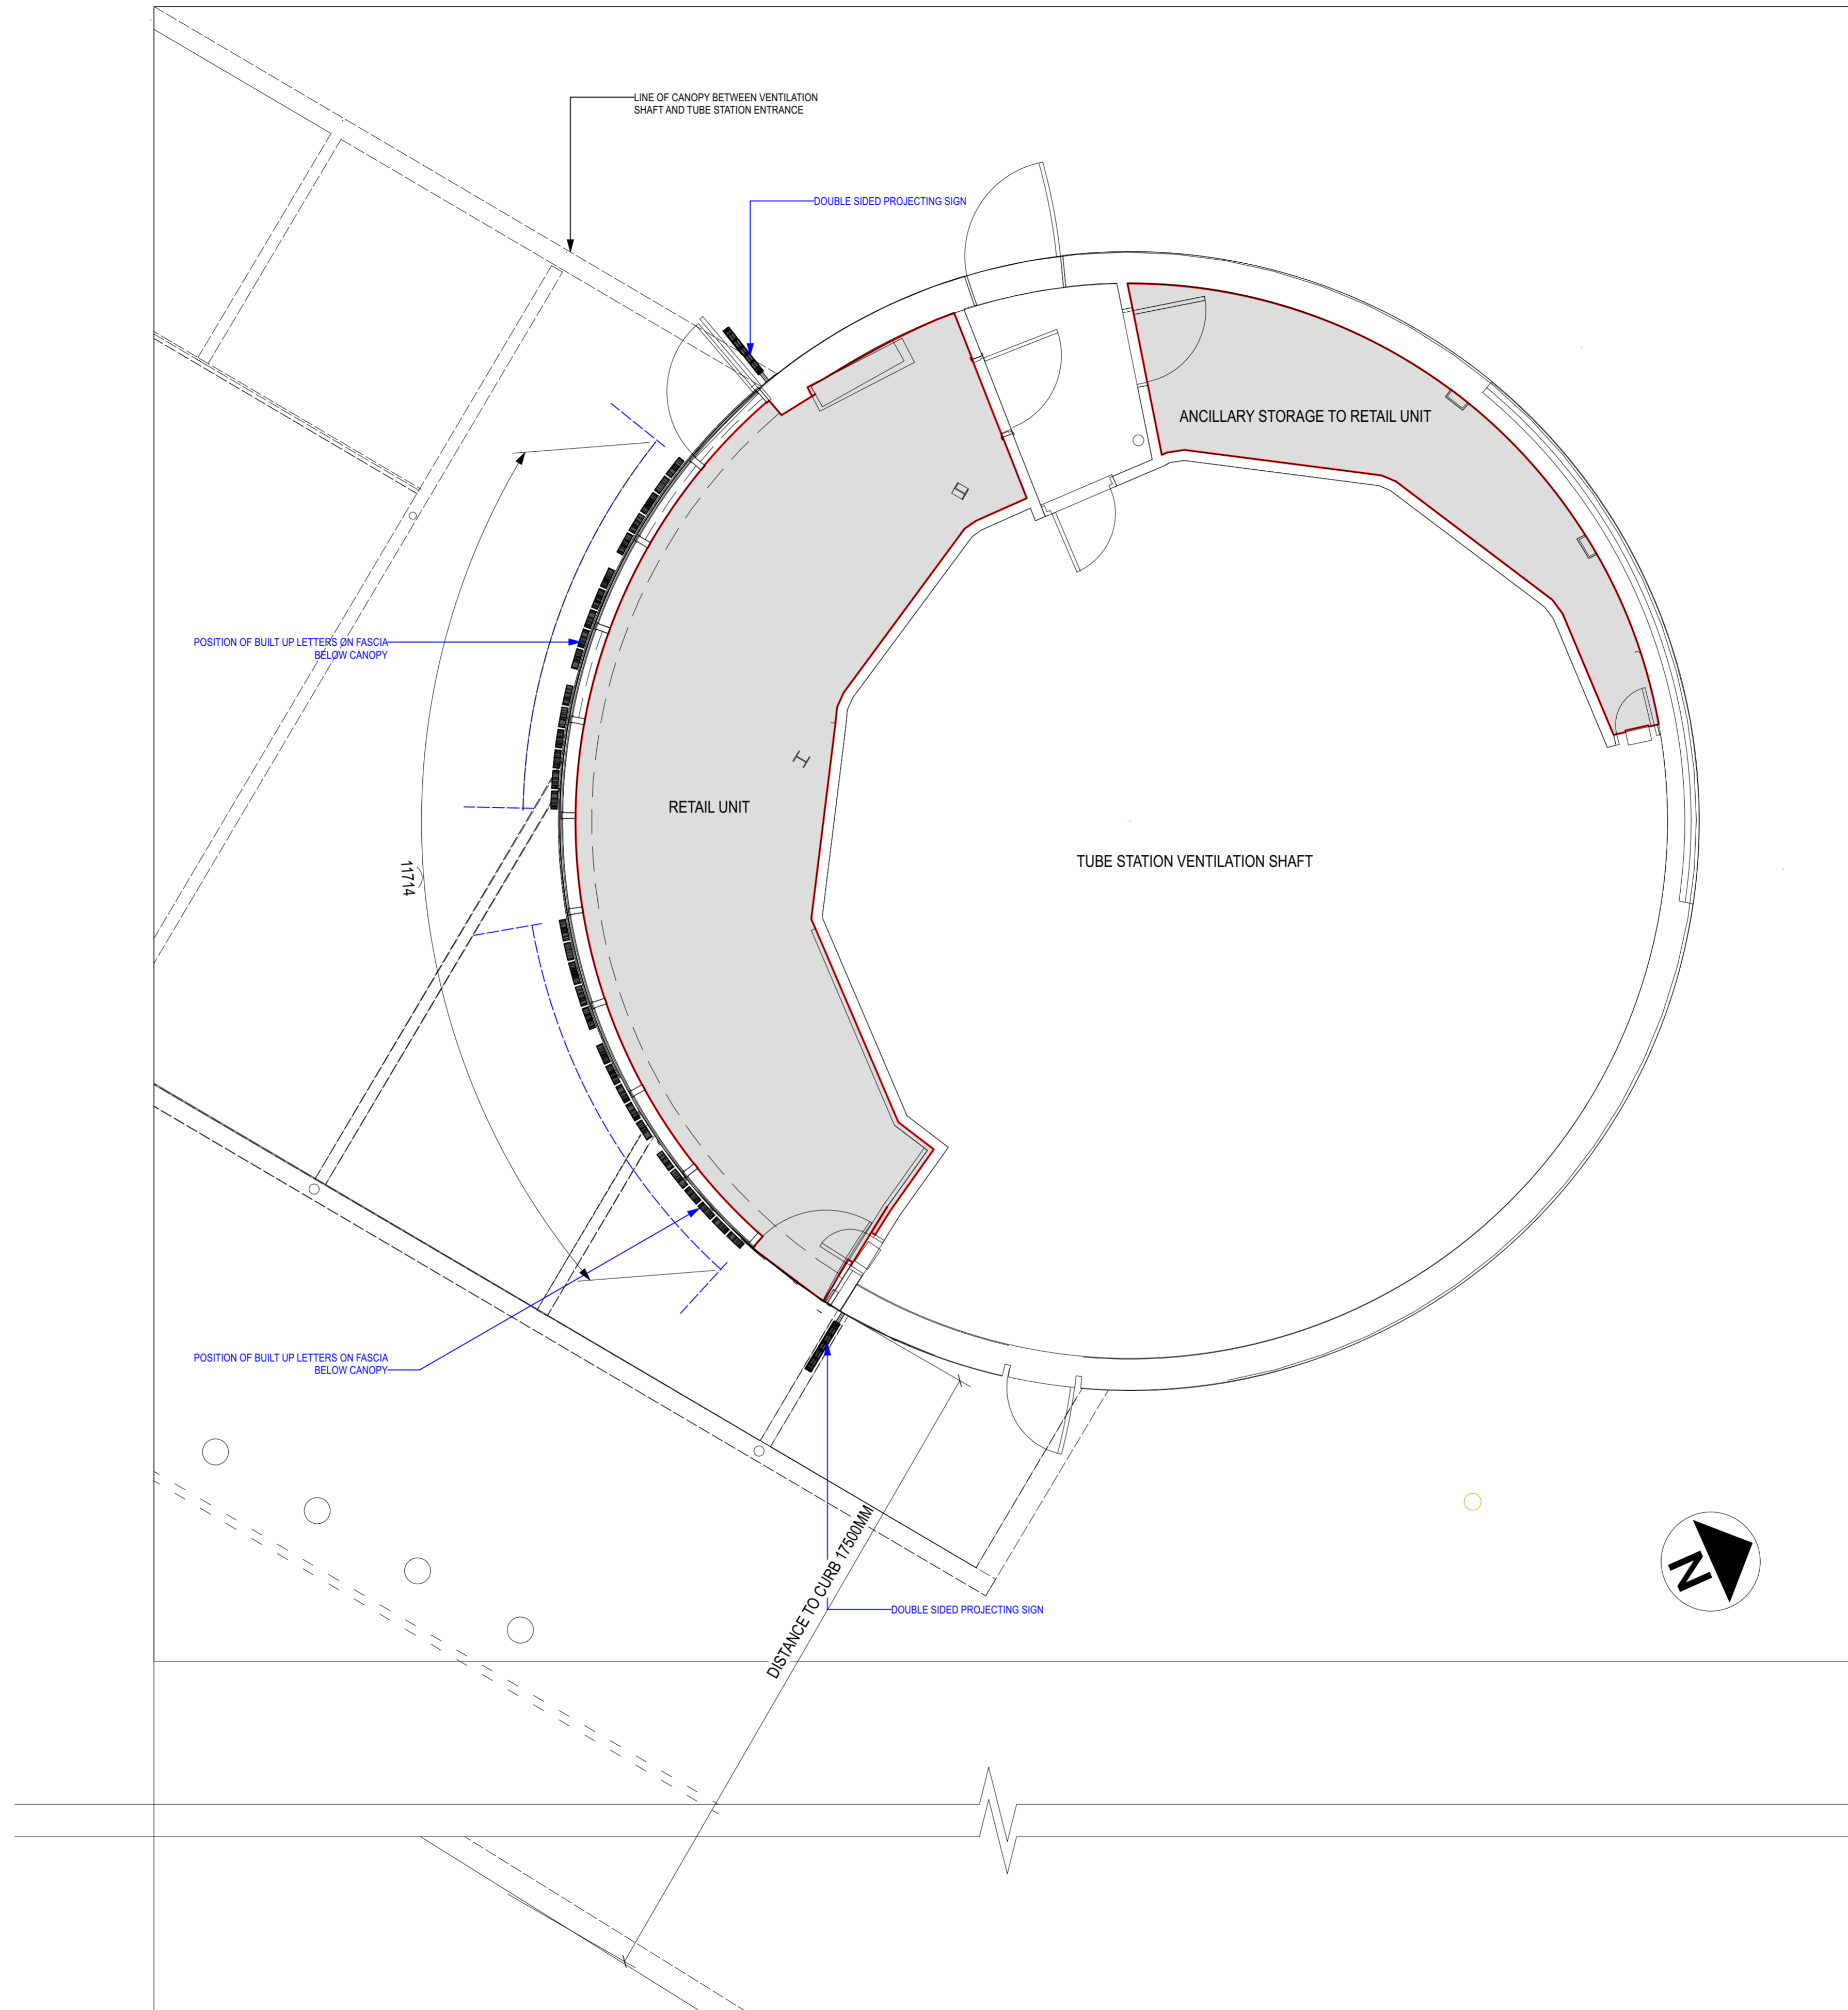 LINE OF CANOPY BETWEEN VENTILATION
SHAFT AND TUBE STATION ENTRANCE
DOUBLE SIDED PROJECTING SIGN
ANCILLARY STORAGE TO RETAIL UNIT
POSITION OF BUILT UP LETTERS ON FASCIA
BELOW CANOPY
RETAIL UNIT
TUBE STATION VENTILATION SHAFT
11714
POSITION OF BUILT UP LETTERS ON FASCIA
BELOW CANOPY
DISTANCE TO CURB 17500MM
DOUBLE SIDED PROJECTING SIGN
N